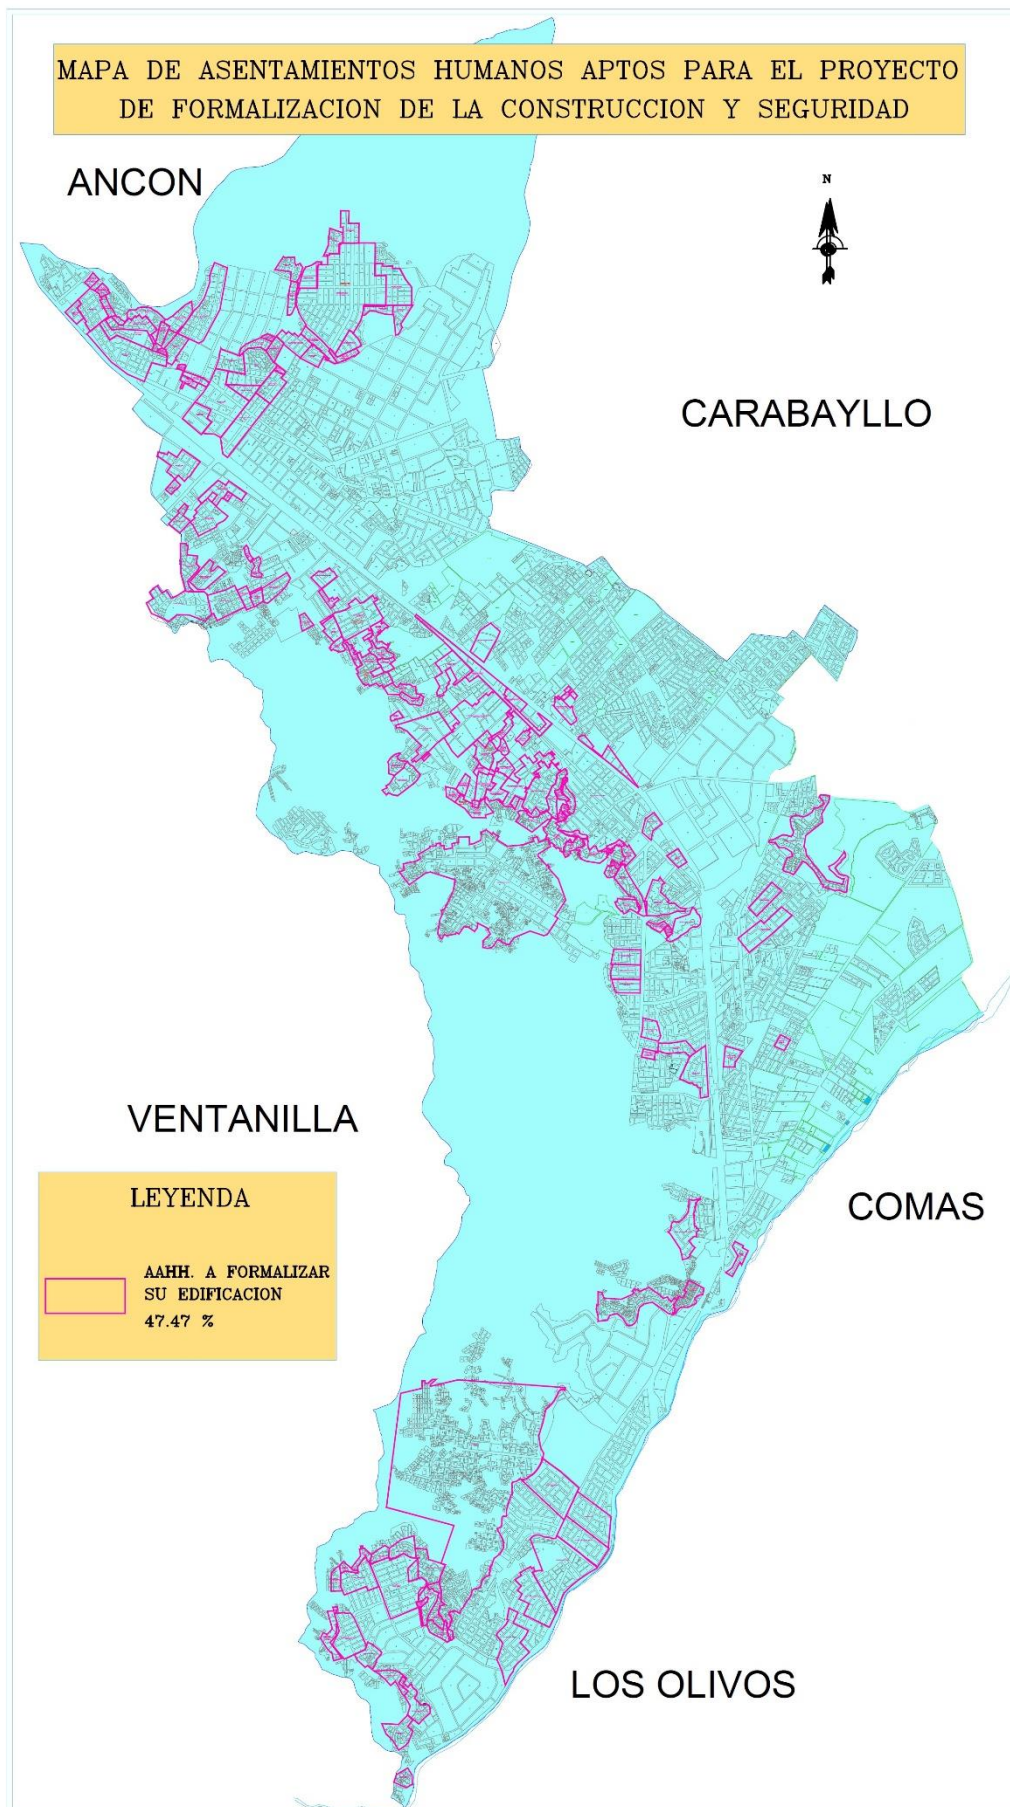 MAPA DE ASENTAMIENTOS HUMANOS APTOS PARA EL PROYECTO
DE FORMALIZACION DE LA CONSTRUCCION Y SEGURIDAD
ANCON
N
CARABAYLLO
VENTANILLA
LEYENDA
AAHH. A FORMALIZAR
SU EDIFICACION
47.47 %
COMAS
LOS OLIVOS